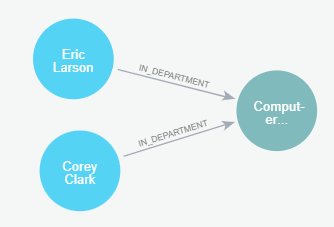 Eric
Larson
IN_DEPARTMENT
Comput-
er...
IN_DEPARTMENT
Corey
Clark